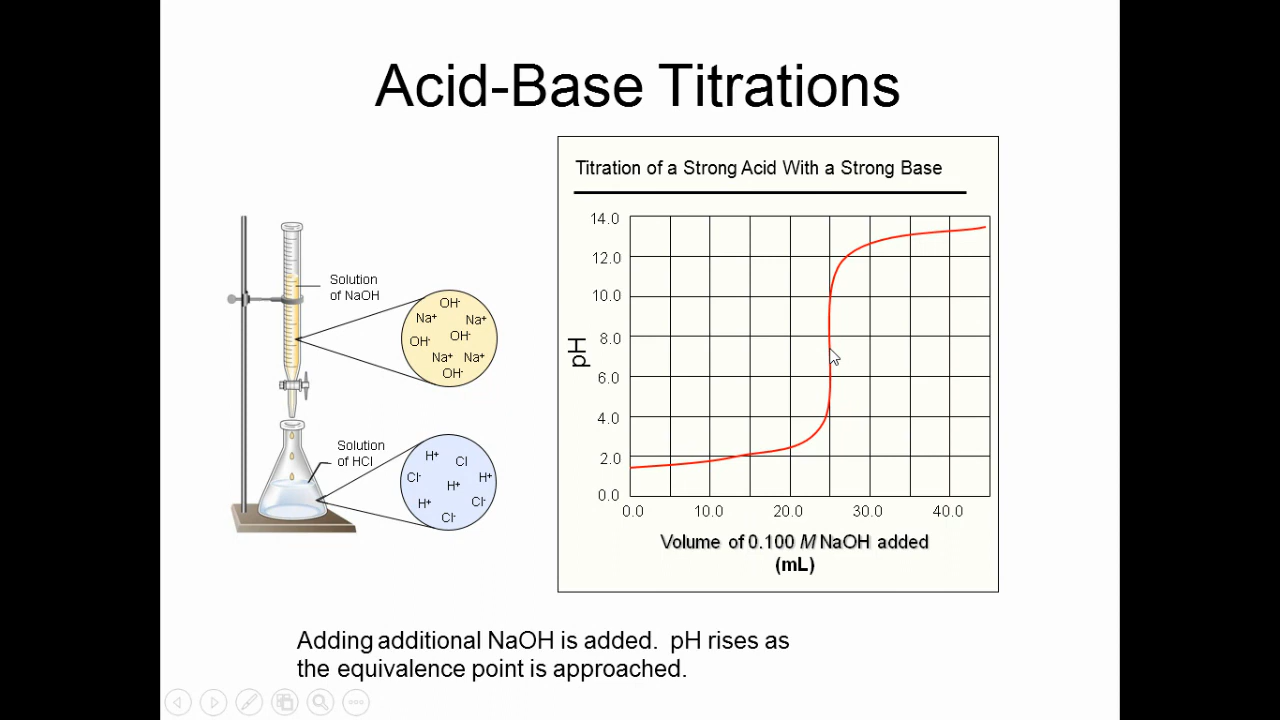 Acid-Base Titrations
Solution
of NaOH
OH-
Na+
Na+
OH-
OH-
Na+
Na+
OH-
Solution
of HCl
H+
Cl
Cl-
H+
H+
H+
Cl-
Cl-
Titration of a Strong Acid With a Strong Base
14.0
12.0
10.0
8.0
6.0
4.0
2.0
0.0
pH
0.0 10.0 20.0 30.0 40.0
Volume of 0.100 M NaOH added
(mL)
Adding additional NaOH is added. pH rises as
the equivalence point is approached.